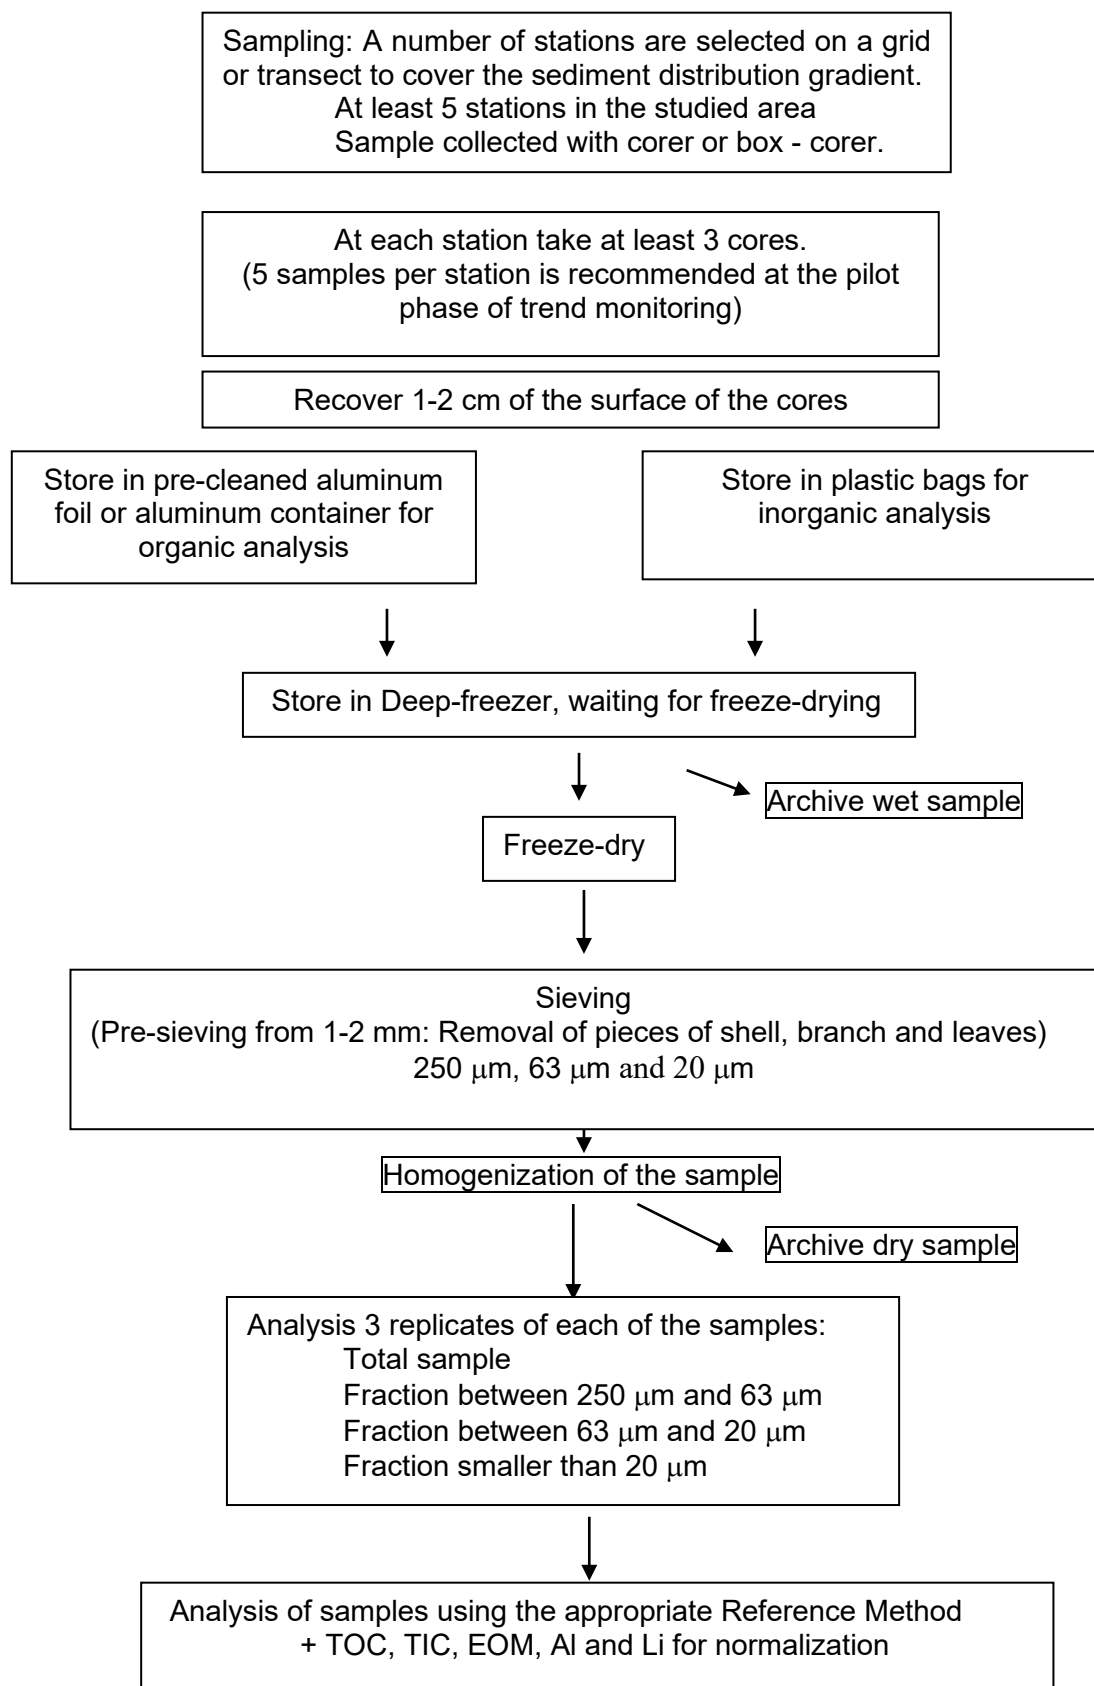 Sampling: A number of stations are selected on a grid
or transect to cover the sediment distribution gradient.
At least 5 stations in the studied area
Sample collected with corer or box - corer.
At each station take at least 3 cores.
(5 samples per station is recommended at the pilot
phase of trend monitoring)
Recover 1-2 cm of the surface of the cores
Store in pre-cleaned aluminum
foil or aluminum container for
organic analysis
Store in plastic bags for
inorganic analysis
Store in Deep-freezer, waiting for freeze-drying
Archive wet sample
Freeze-dry
Sieving
(Pre-sieving from 1-2 mm: Removal of pieces of shell, branch and leaves)
250 μm, 63 μm and 20 μm
Homogenization of the sample
Archive dry sample
Analysis 3 replicates of each of the samples:
Total sample
Fraction between 250 μm and 63 μm
Fraction between 63 μm and 20 μm
Fraction smaller than 20 μm
Analysis of samples using the appropriate Reference Method
+ TOC, TIC, EOM, Al and Li for normalization